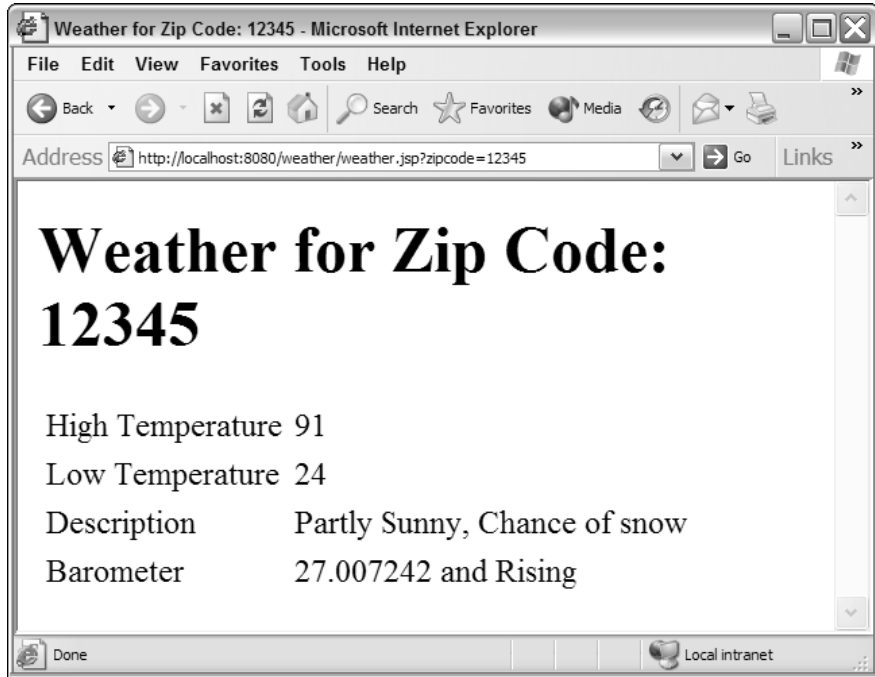 Weather for Zip Code: 12345 - Microsoft Internet Explorer
File Edit View Favorites Tools Help
Back Search Favorites Media »
Address http://localhost:8080/weather/weather.jsp?zipcode=12345 Go Links »
Weather for Zip Code:
12345
High Temperature 91
Low Temperature 24
Description Partly Sunny, Chance of snow
Barometer 27.007242 and Rising
Done Local intranet